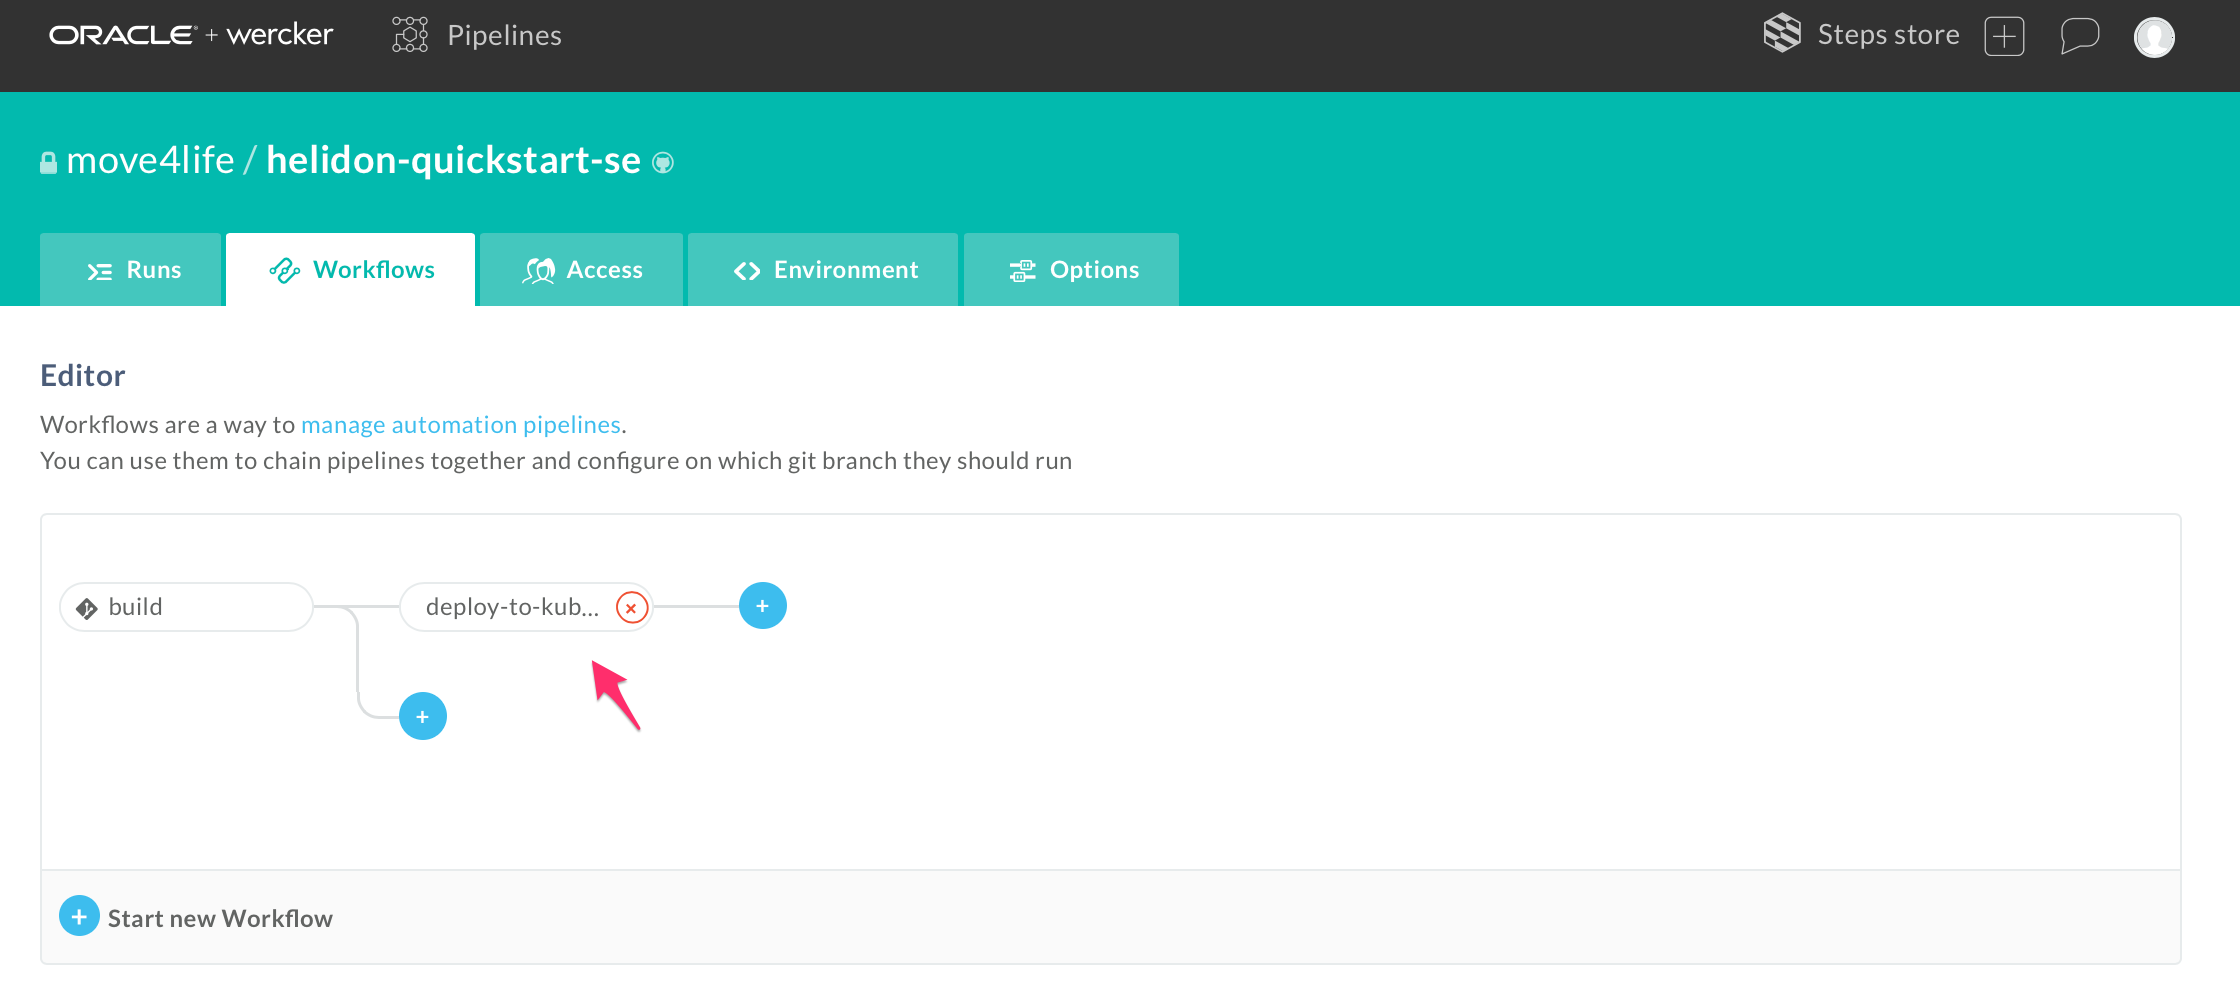 ORACLE + wercker Pipelines Steps store
move4life / helidon-quickstart-se
Runs Workflows Access Environment Options
Editor
Workflows are a way to manage automation pipelines.
You can use them to chain pipelines together and configure on which git branch they should run
build deploy-to-kub...
Start new Workflow